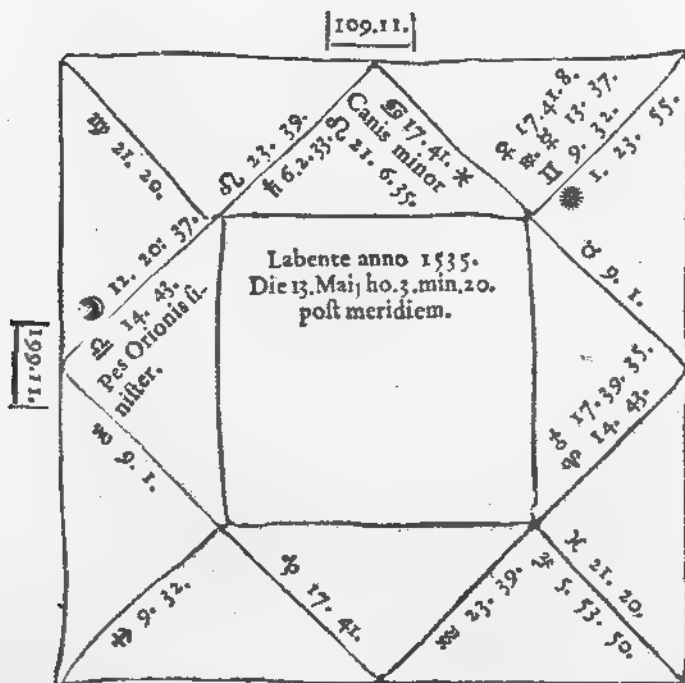 109.11.
♍ 21. 20.
♌ 23. 39.
♄ 6. 2. 33.
♋ 17. 41. ✶
Canis minor
♌ 21. 6. 35.
♀ 17. 41. 8.
☿ 13. 37.
♊ 9. 32.
☀ 1. 23. 55.
☽ 12. 20: 37.
♎ 14. 43.
Pes Orionis ſi-
niſter.
Labente anno 1535.
Die 13. Maij ho. 3. min. 20.
poſt meridiem.
♉ 9. 1.
199.11.
♏ 9. 1.
♂ 17. 39. 35.
♈ 14. 43.
♐ 9. 32.
♑ 17. 41.
♒ 23. 39.
♃ 5. 53. 50.
♓ 21. 20,